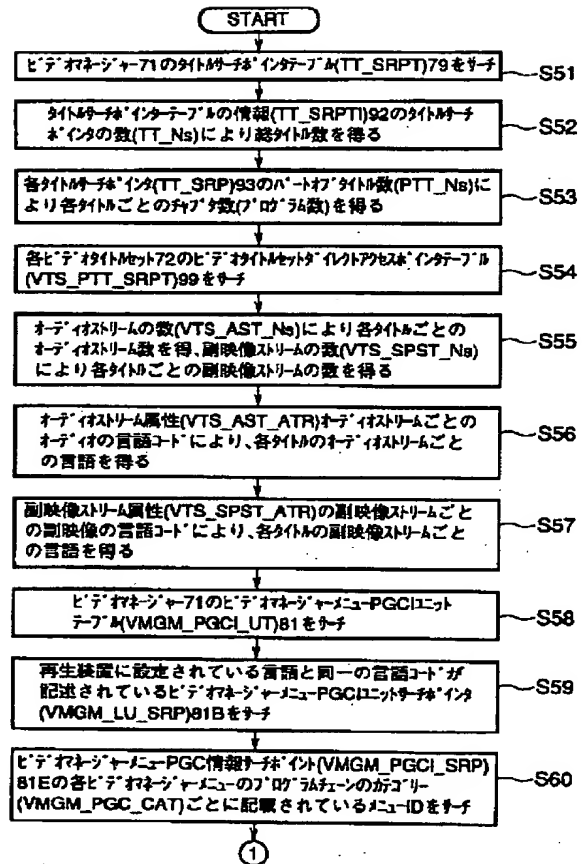 START
ビデオマネージャー71のタイトルサーチポインタテーブル(TT_SRPT)79をサーチ
S51
タイトルサーチポインターテーブルの情報(TT_SRPTI)92のタイトルサーチ
ポインタの数(TT_Ns)により総タイトル数を得る
S52
各タイトルサーチポインタ(TT_SRP)93のパートオブタイトル数(PTT_Ns)に
より各タイトルごとのチャプタ数(プログラム数)を得る
S53
各ビデオタイトルセット72のビデオタイトルセットダイレクトアクセスポインタテーブル
(VTS_PTT_SRPT)99をサーチ
S54
オーディオストリームの数(VTS_AST_Ns)により各タイトルごとの
オーディオストリーム数を得、副映像ストリームの数(VTS_SPST_Ns)
により各タイトルごとの副映像ストリームの数を得る
S55
オーディオストリーム属性(VTS_AST_ATR)オーディオストリームごとの
オーディオの言語コードにより、各タイトルのオーディオストリームごと
の言語を得る
S56
副映像ストリーム属性(VTS_SPST_ATR)の副映像ストリームごと
の副映像の言語コードにより、各タイトルの副映像ストリームごと
の言語を得る
S57
ビデオマネージャー71のビデオマネージャーメニューPGCIユニット
テーブル(VMGM_PGCI_UT)81をサーチ
S58
再生装置に設定されている言語と同一の言語コードが
記述されているビデオマネージャーメニューPGCIユニットサーチポインタ
(VMGM_LU_SRP)81Bをサーチ
S59
ビデオマネージャーメニューPGC情報サーチポイント(VMGM_PGCI_SRP)
81Eの各ビデオマネージャーメニューのプログラムチェーンのカテゴリー
(VMGM_PGC_CAT)ごとに記載されているメニューIDをサーチ
S60
1